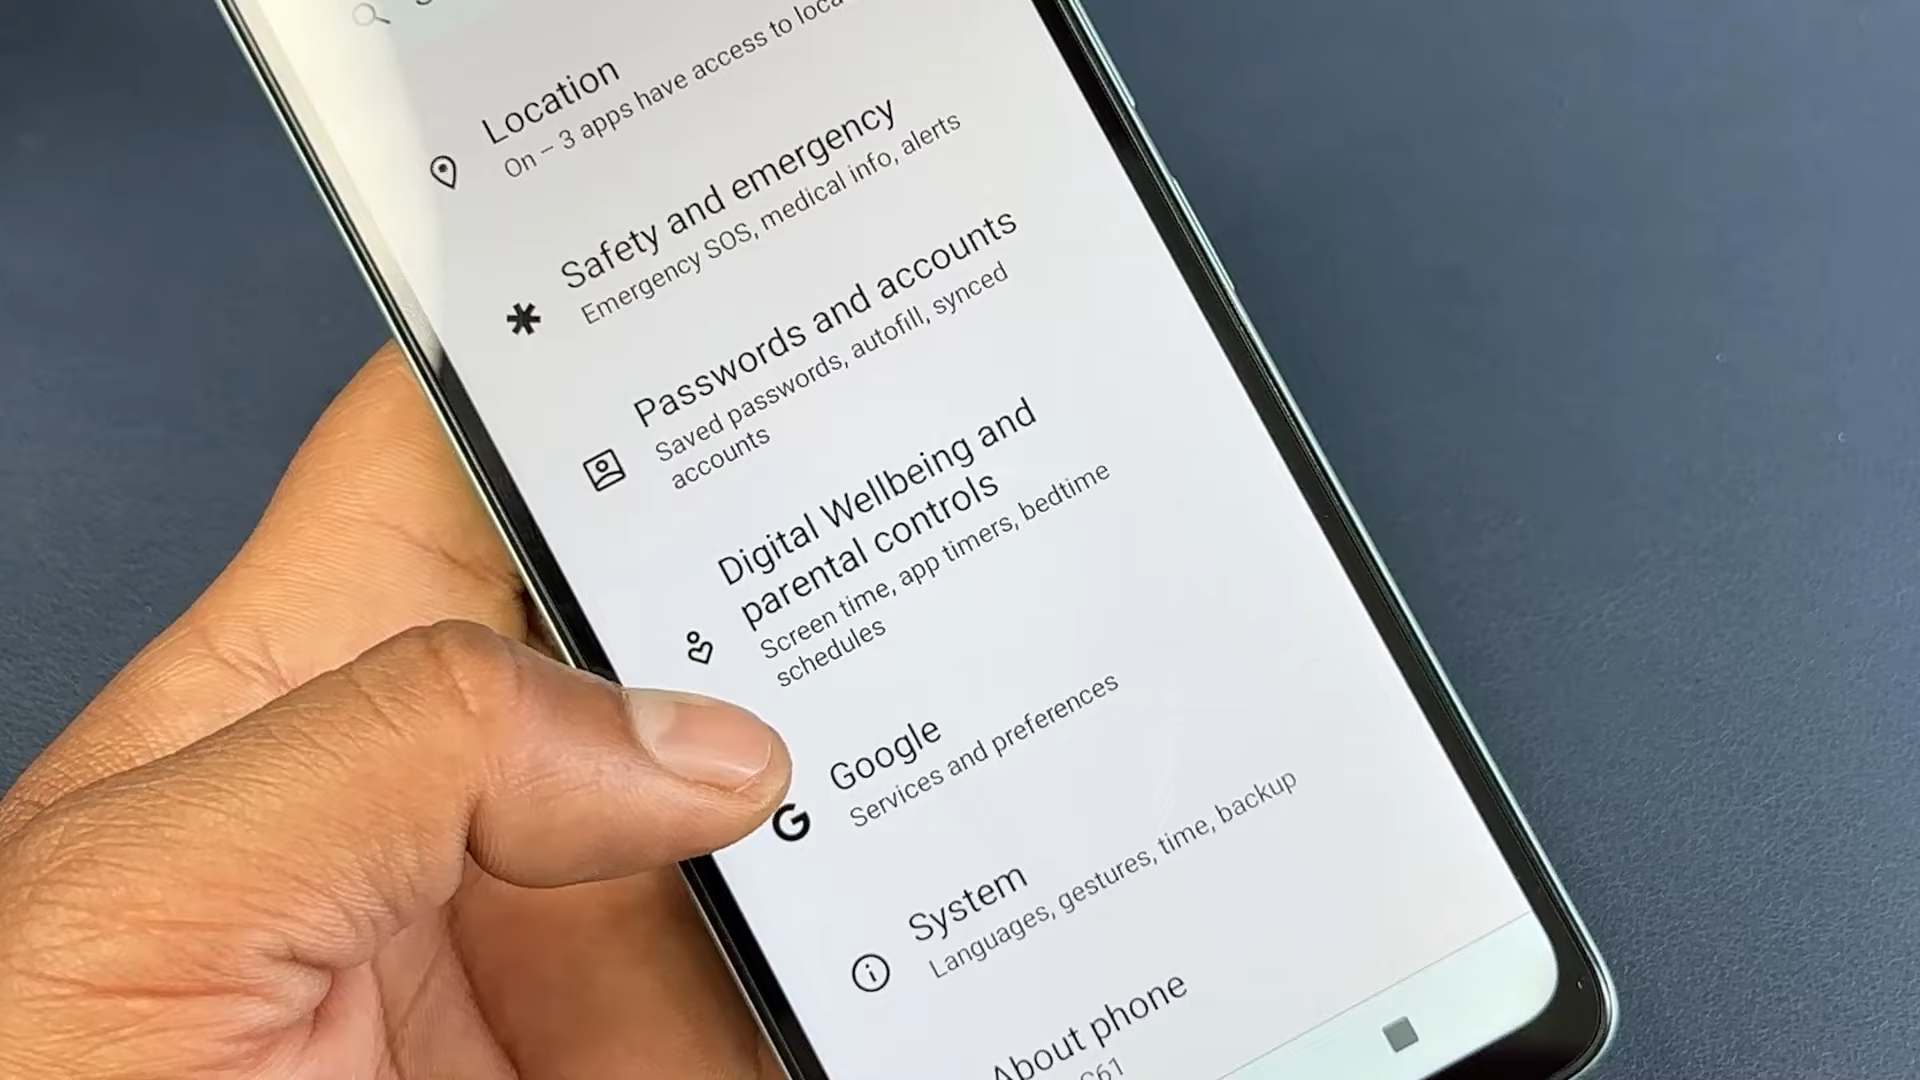 Location
On – 3 apps have access to
Safety and emergency
Emergency SOS, medical info, alerts
Passwords and accounts
Saved passwords, autofill, synced
accounts
Digital Wellbeing and
parental controls
Screen time, app timers, bedtime
schedules
Google
Services and preferences
System
Languages, gestures, time, backup
About phone
C61